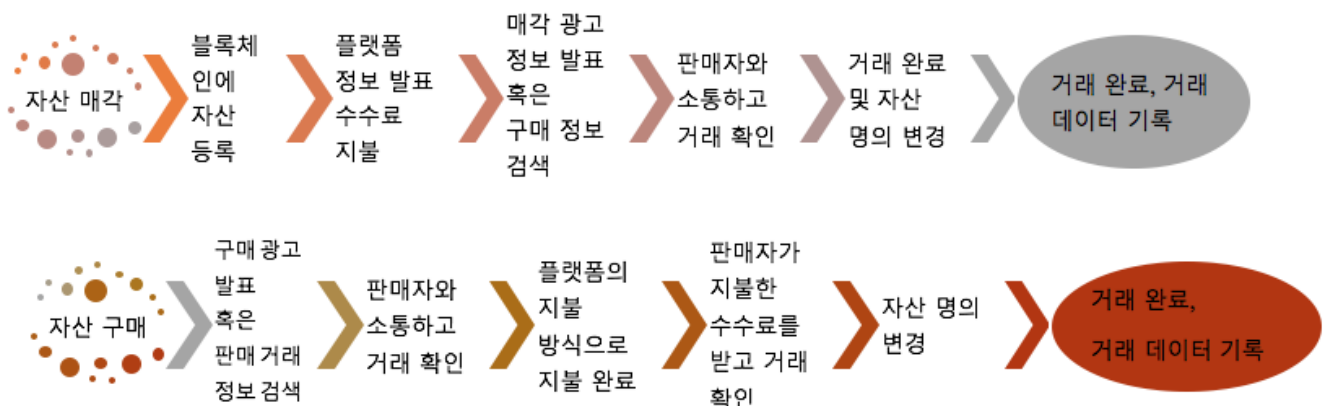 자산 매각
블록체
인에
자산
등록
플랫폼
정보 발표
수수료
지불
매각 광고
정보 발표
혹은
구매 정보
검색
판매자와
소통하고
거래 확인
거래 완료
및 자산
명의 변경
거래 완료, 거래
데이터 기록
자산 구매
구매 광고
발표
혹은
판매 거래
정보 검색
판매자와
소통하고
거래 확인
플랫폼의
지불
방식으로
지불 완료
판매자가
지불한
수수료를
받고 거래
확인
자산 명의
변경
거래 완료,
거래 데이터 기록